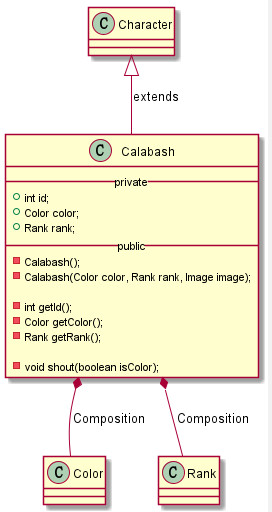 C Character
extends
C Calabash
private
int id;
Color color;
Rank rank;
public
Calabash();
Calabash(Color color, Rank rank, Image image);
int getId();
Color getColor();
Rank getRank();
void shout(boolean isColor);
Composition
Composition
C Color
C Rank